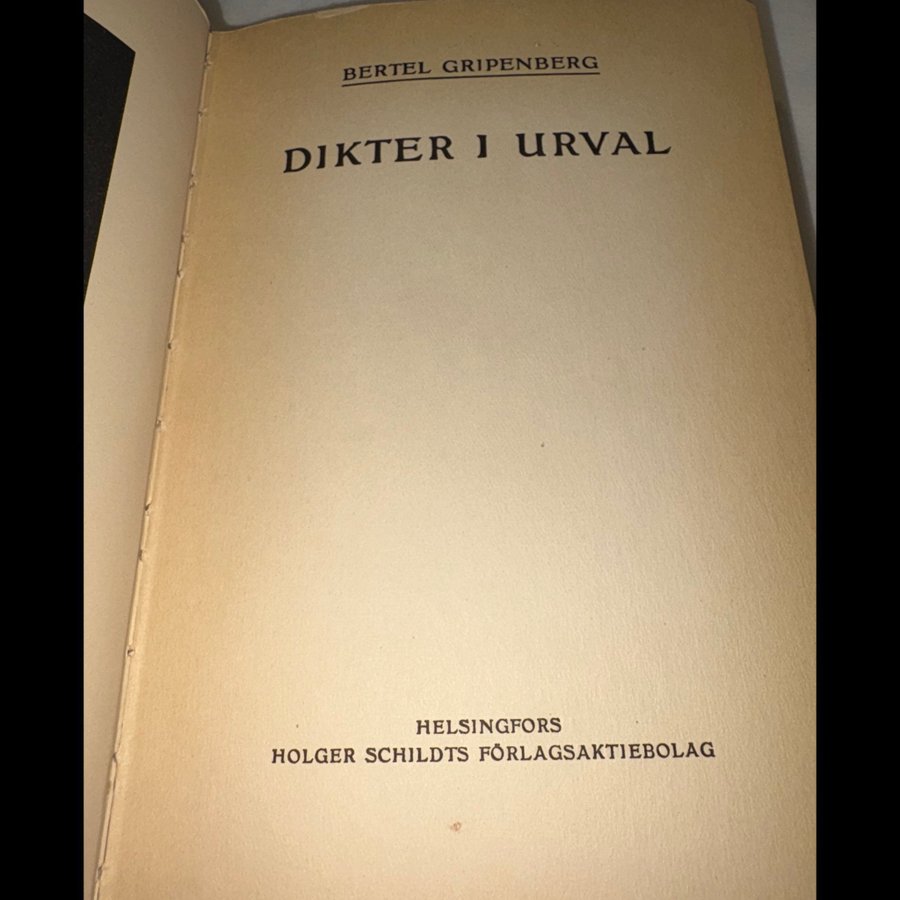 BERTEL GRIPENBERG
DIKTER I URVAL
HELSINGFORS
HOLGER SCHILDTS FÖRLAGSAKTIEBOLAG